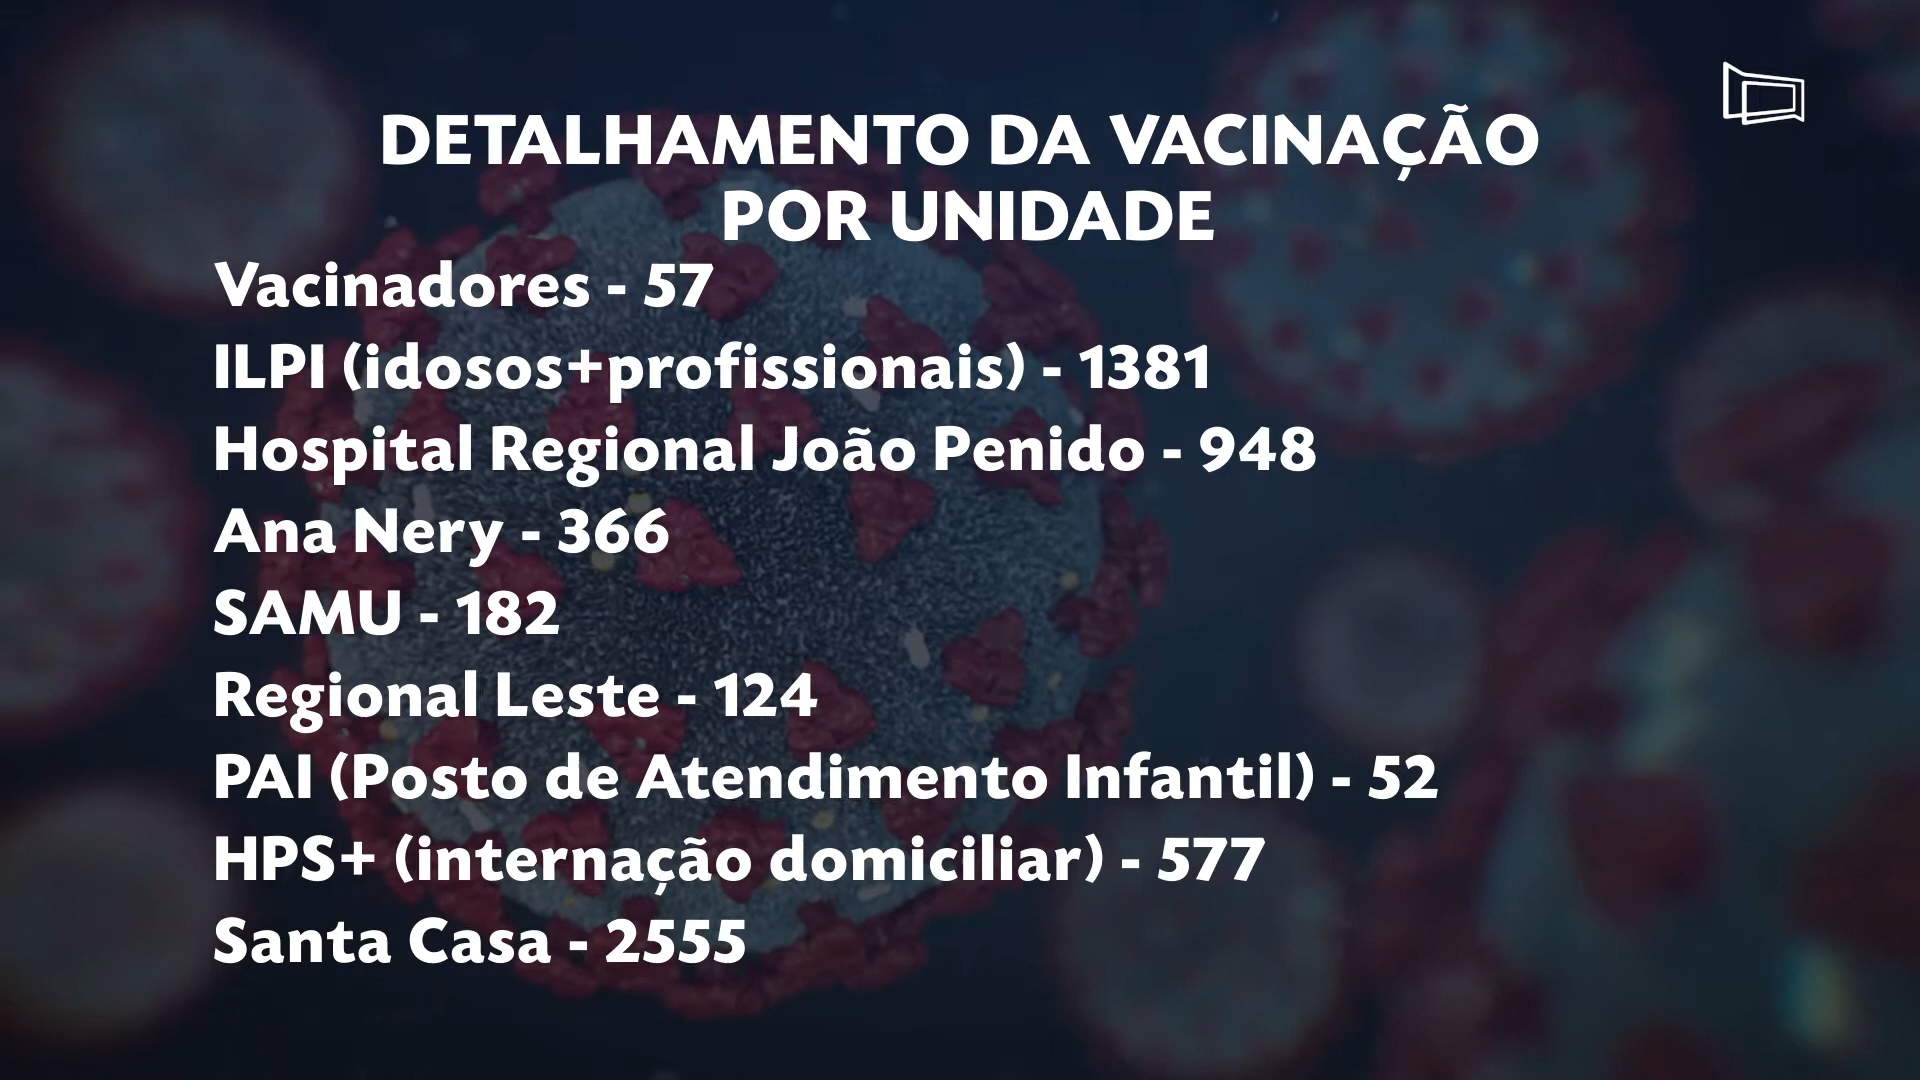 DETALHAMENTO DA VACINAÇÃO
POR UNIDADE
Vacinadores - 57
ILPI (idosos+profissionais) - 1381
Hospital Regional João Penido - 948
Ana Nery - 366
SAMU - 182
Regional Leste - 124
PAI (Posto de Atendimento Infantil) - 52
HPS+ (internação domiciliar) - 577
Santa Casa - 2555